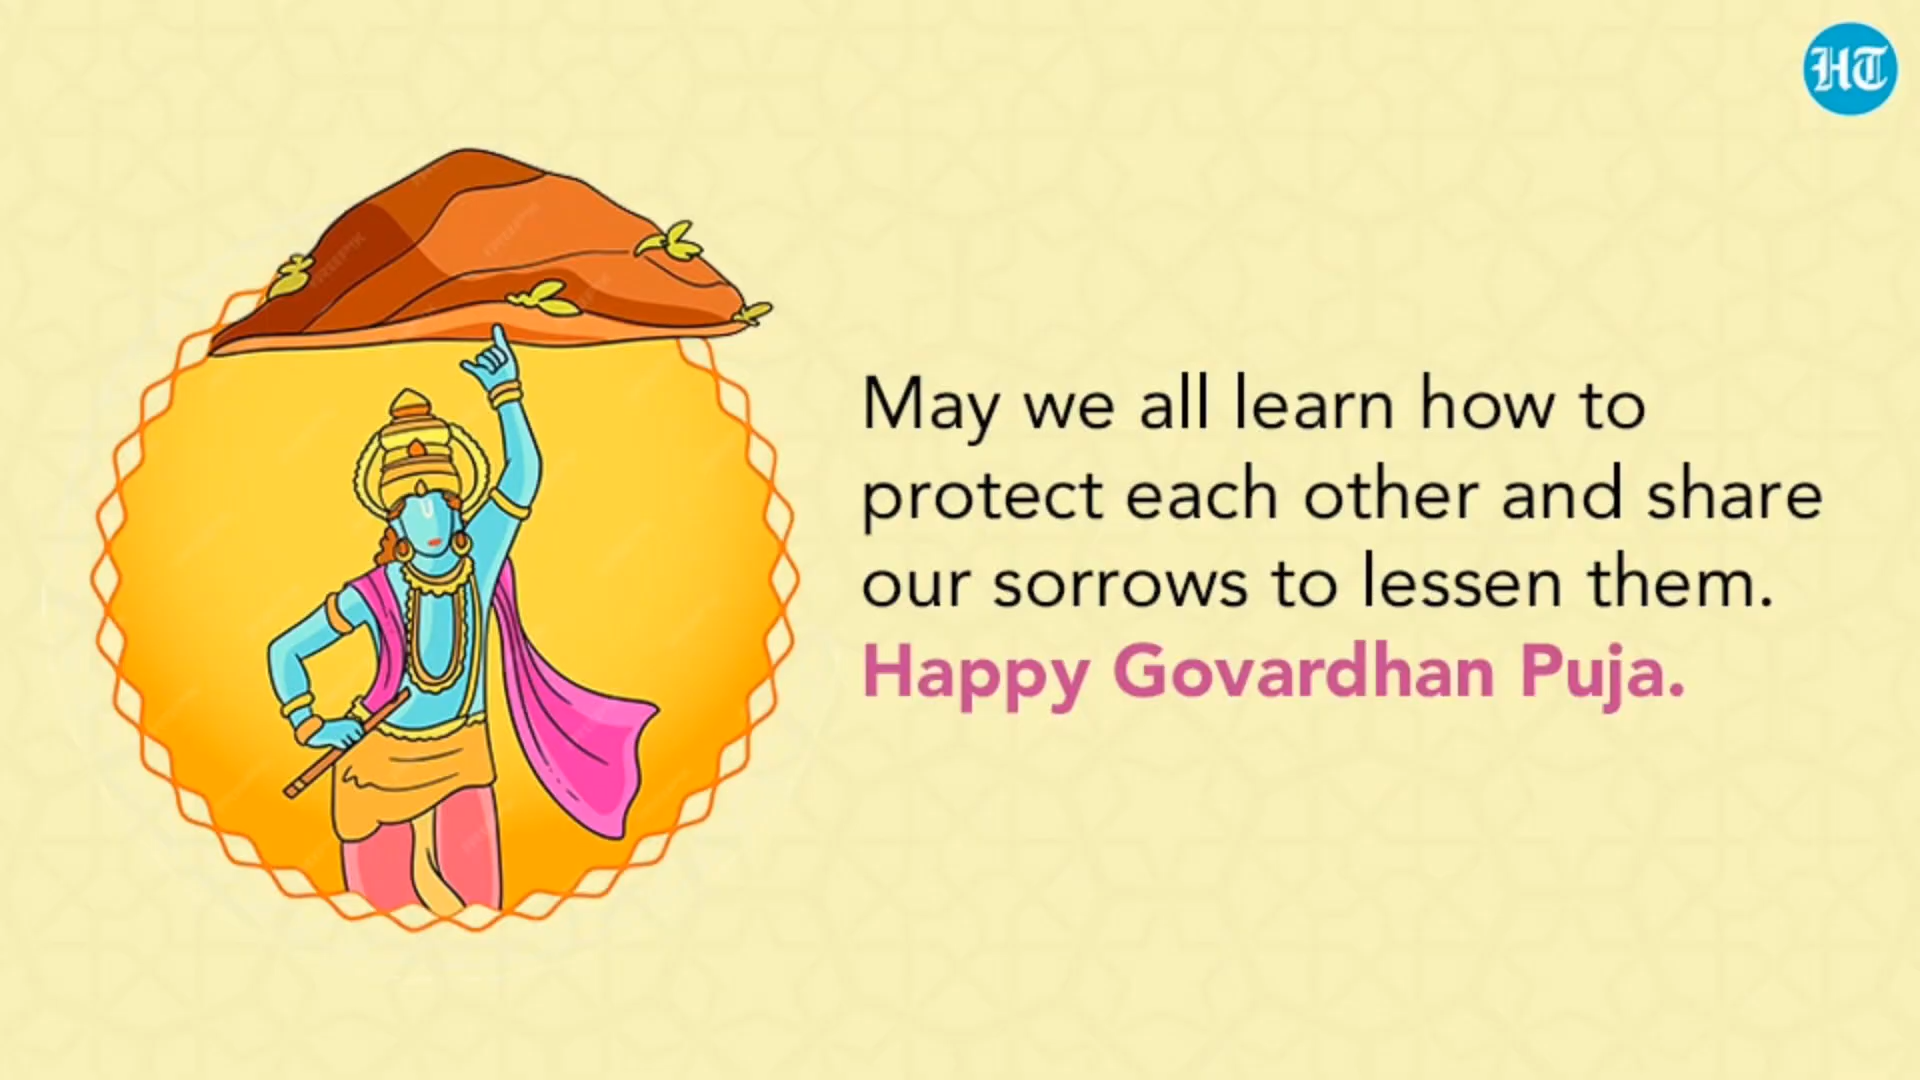 HT
May we all learn how to
protect each other and share
our sorrows to lessen them.
Happy Govardhan Puja.